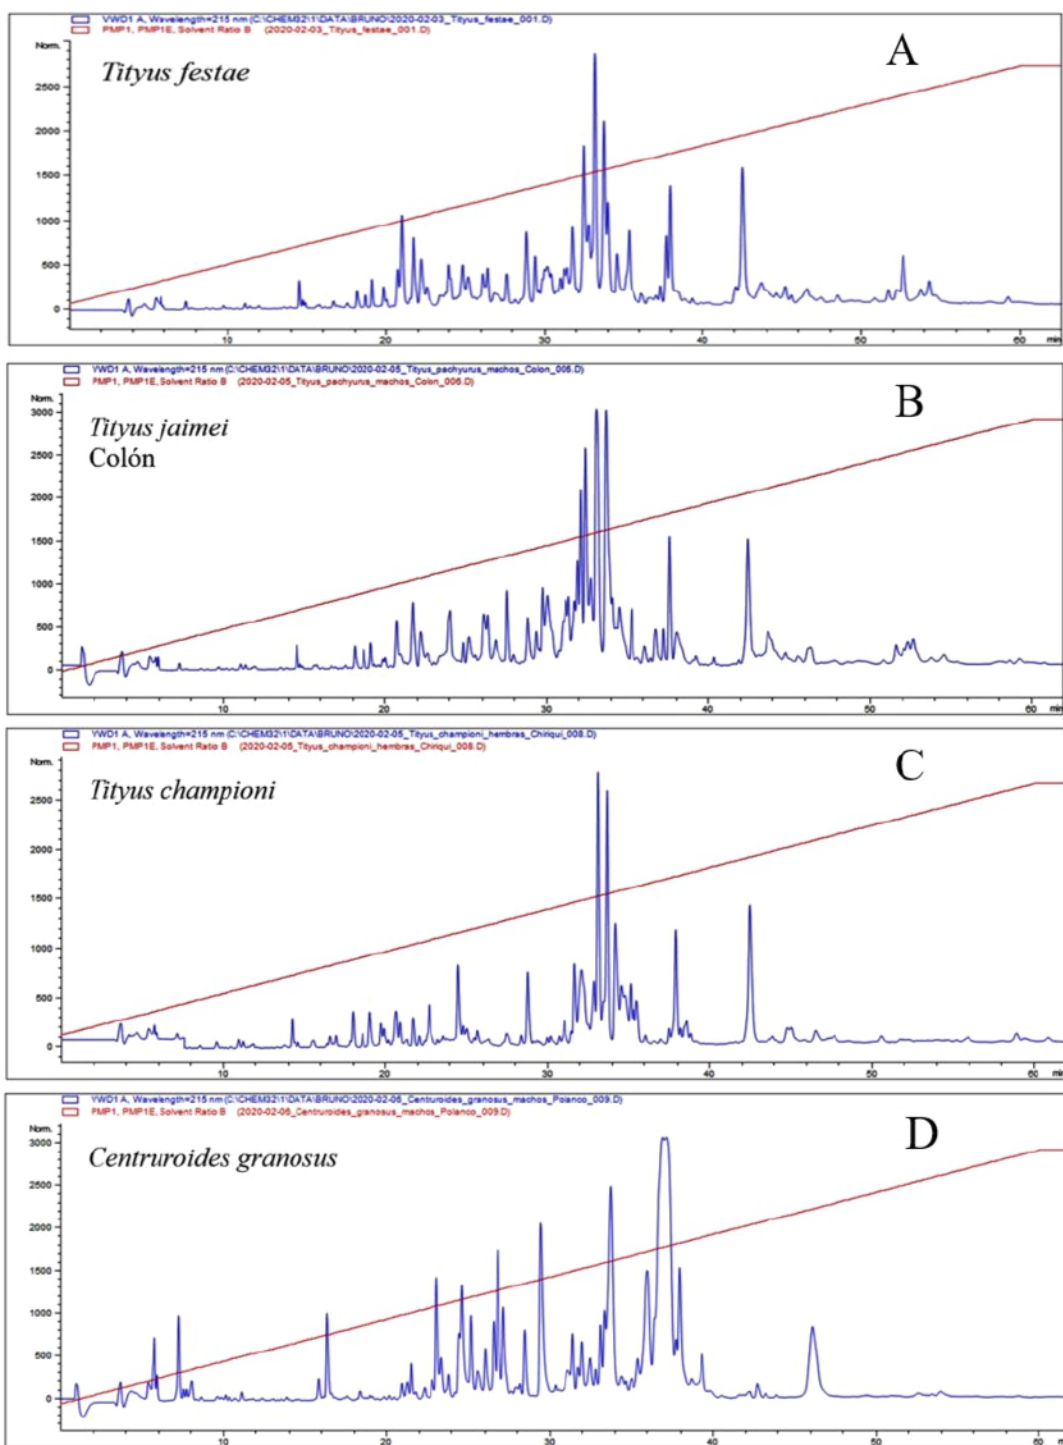 VWD1 A, Wavelength=215 nm (C:\CHEM32\1\DATA\BRUNO\2020-02-03_Tityus_festae_001.D)
PMP1, PMP1E, Solvent Ratio B (2020-02-03_Tityus_festae_001.D)
Norm.
Tityus festae
A
2500
2000
1500
1000
500
0
10 20 30 40 50 60 min
VWD1 A, Wavelength=215 nm (C:\CHEM32\1\DATA\BRUNO\2020-02-05_Tityus_pachyurus_machos_Colon_006.D)
PMP1, PMP1E, Solvent Ratio B (2020-02-05_Tityus_pachyurus_machos_Colon_006.D)
Norm.
Tityus jaimei
Colón
B
3000
2500
2000
1500
1000
500
0
10 20 30 40 50 60 min
VWD1 A, Wavelength=215 nm (C:\CHEM32\1\DATA\BRUNO\2020-02-05_Tityus_championi_hembras_Chiriqui_008.D)
PMP1, PMP1E, Solvent Ratio B (2020-02-05_Tityus_championi_hembras_Chiriqui_008.D)
Norm.
Tityus championi
C
2500
2000
1500
1000
500
0
10 20 30 40 50 60 min
VWD1 A, Wavelength=215 nm (C:\CHEM32\1\DATA\BRUNO\2020-02-06_Centruroides_granosus_machos_Polanco_009.D)
PMP1, PMP1E, Solvent Ratio B (2020-02-06_Centruroides_granosus_machos_Polanco_009.D)
Norm.
Centruroides granosus
D
3000
2500
2000
1500
1000
500
0
10 20 30 40 50 60 min